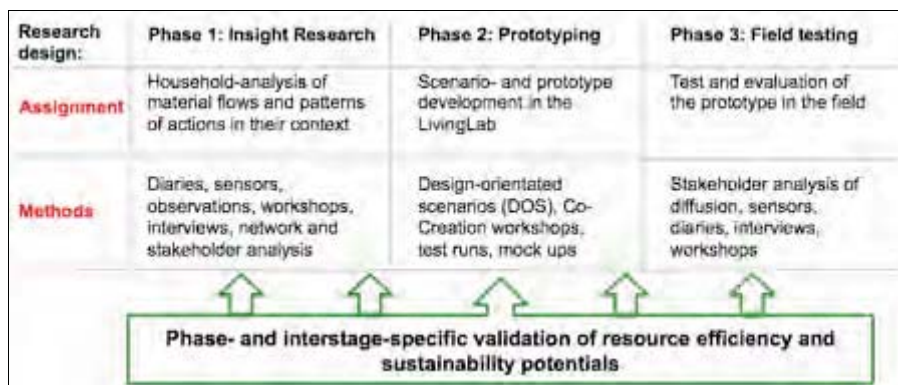 Research design:
Phase 1: Insight Research
Phase 2: Prototyping
Phase 3: Field testing
Assignment
Household-analysis of
material flows and patterns
of actions in their context
Scenario- and prototype
development in the
LivingLab
Test and evaluation of
the prototype in the field
Methods
Diaries, sensors,
observations, workshops,
interviews, network and
stakeholder analysis
Design-orientated
scenarios (DOS), Co-
Creation workshops,
test runs, mock ups
Stakeholder analysis of
diffusion, sensors,
diaries, interviews,
workshops
Phase- and interstage-specific validation of resource efficiency and
sustainability potentials